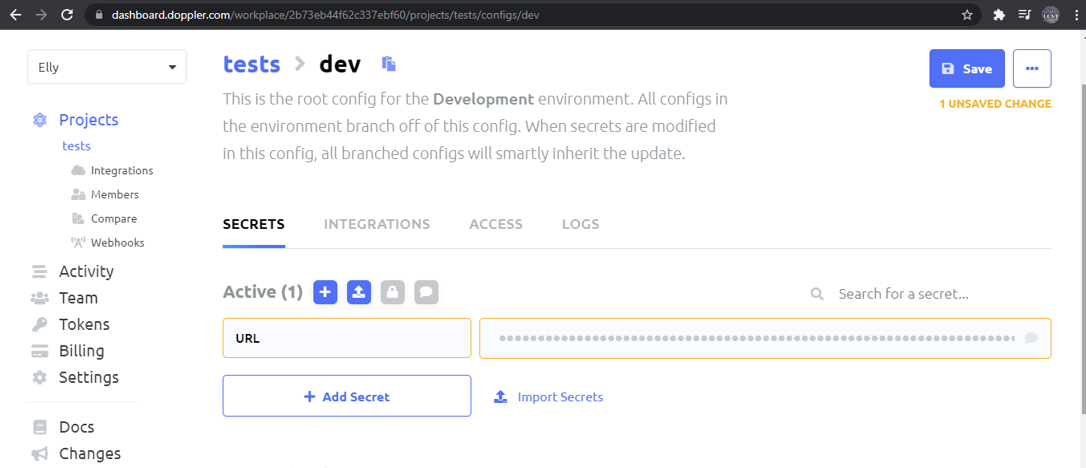 dashboard.doppler.com/workplace/2b73eb44f62c337ebf60/projects/tests/configs/dev
Elly
Projects
tests
Integrations
Members
Compare
Webhooks
Activity
Team
Tokens
Billing
Settings
Docs
Changes
tests > dev
Save
1 UNSAVED CHANGE
This is the root config for the Development environment. All configs in
the environment branch off of this config. When secrets are modified
in this config, all branched configs will smartly inherit the update.
SECRETS INTEGRATIONS ACCESS LOGS
Active (1)
Search for a secret...
URL
Add Secret
Import Secrets